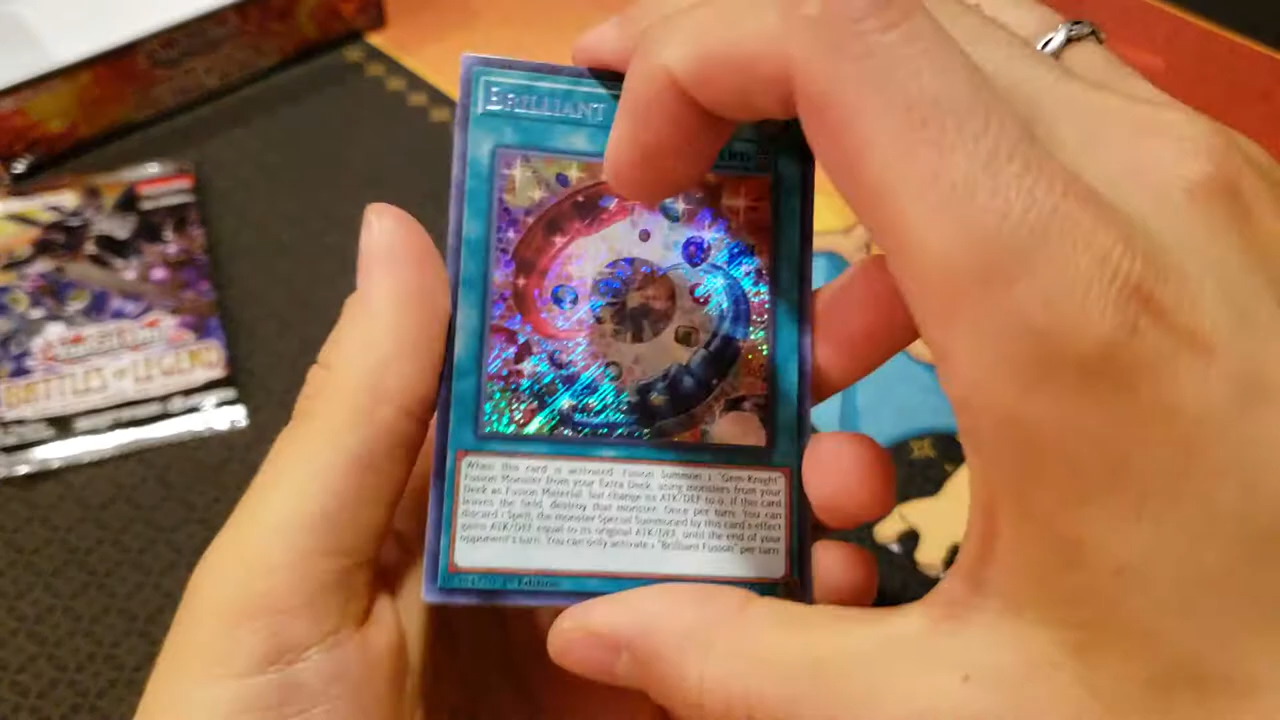 BRILLIANT
BATTLES OF LEGEND
When this card is activated: Fusion Summon 1 "Gem-Knight"
Fusion Monster from your Extra Deck, using monsters from your
Deck as Fusion Material, but change its ATK/DEF to 0. If this card
leaves the field, destroy that monster. Once per turn: You can
discard 1 Spell; the monster Special Summoned by this card's effect
gains ATK/DEF equal to its original ATK/DEF, until the end of your
opponent's turn. You can only activate 1 "Brilliant Fusion" per turn.
1st Edition